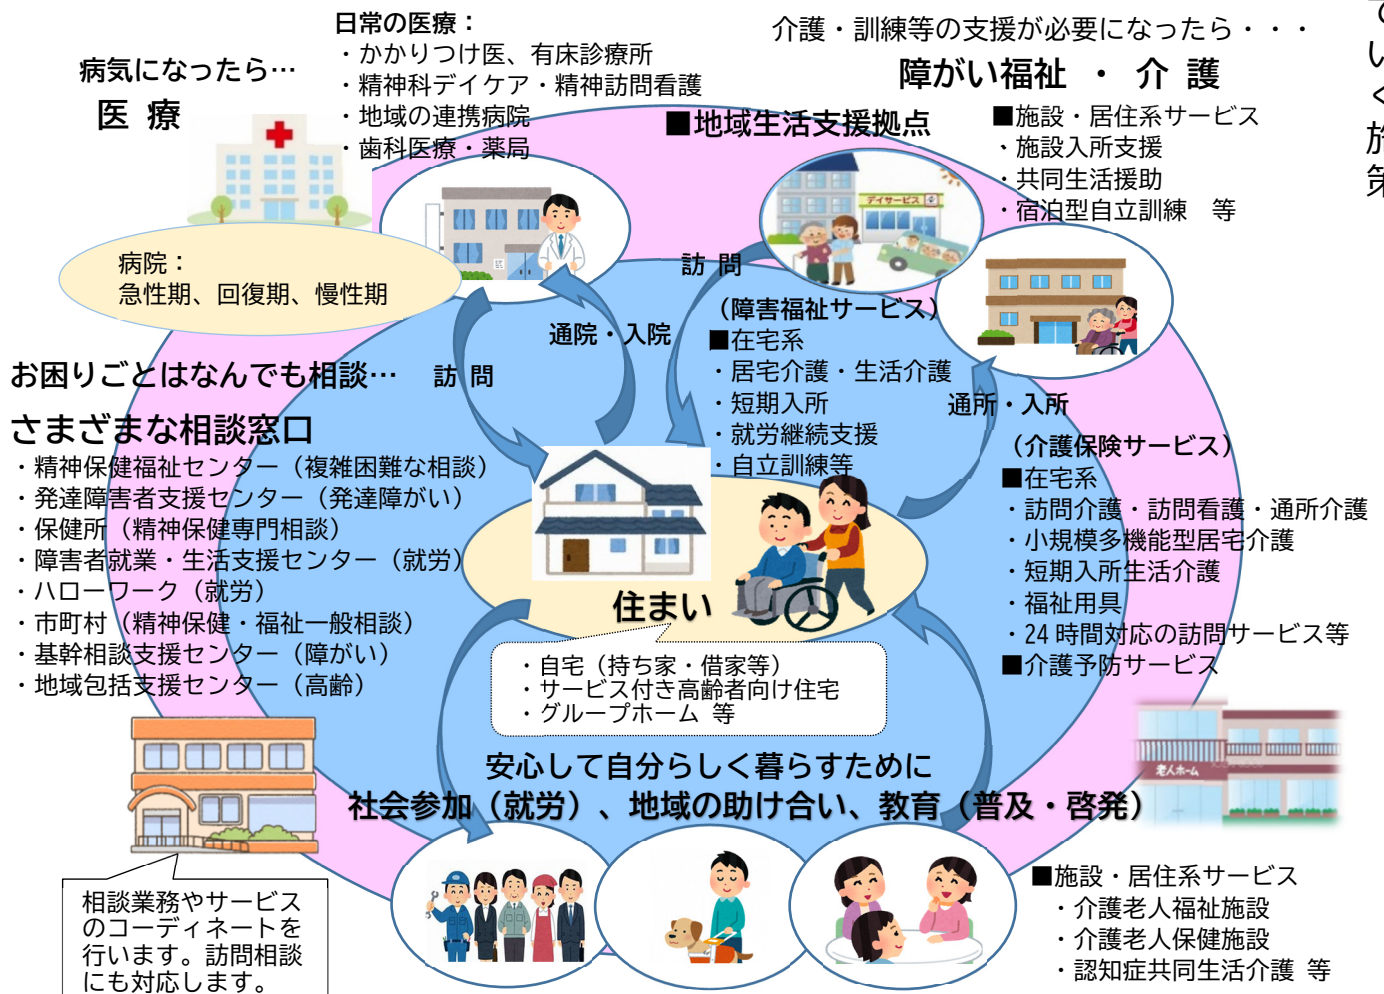 日常の医療：
・かかりつけ医、有床診療所
・精神科デイケア・精神訪問看護
・地域の連携病院
・歯科医療・薬局
病気になったら…
医 療
病院：
急性期、回復期、慢性期
介護・訓練等の支援が必要になったら・・・
障がい福祉 ・ 介 護
■地域生活支援拠点
■施設・居住系サービス
、施設入所支援
・共同生活援助
・宿泊型自立訓練 等
デイサービス
訪 問
通院・入院
訪 問
（障害福祉サービス）
■在宅系
・居宅介護・生活介護
・短期入所
・就労継続支援
・自立訓練等
通所・入所
（介護保険サービス）
■在宅系
・訪問介護・訪問看護・通所介護
・小規模多機能型居宅介護
・短期入所生活介護
・福祉用具
・24時間対応の訪問サービス等
■介護予防サービス
お困りごとはなんでも相談…
さまざまな相談窓口
・精神保健福祉センター（複雑困難な相談）
・発達障害者支援センター（発達障がい）
・保健所（精神保健専門相談）
・障害者就業・生活支援センター（就労）
・ハローワーク（就労）
・市町村（精神保健・福祉一般相談）
・基幹相談支援センター（障がい）
・地域包括支援センター（高齢）
住まい
・自宅（持ち家・借家等）
・サービス付き高齢者向け住宅
・グループホーム 等
安心して自分らしく暮らすために
社会参加（就労）、地域の助け合い、教育（普及・啓発）
老人ホーム
相談業務やサービス
のコーディネートを
行います。訪問相談
にも対応します。
■施設・居住系サービス
・介護老人福祉施設
・介護老人保健施設
・認知症共同生活介護 等
いく施策